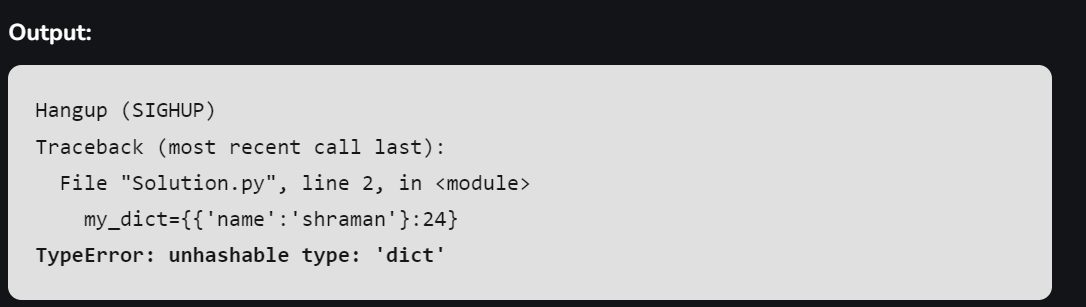 Output:
Hangup (SIGHUP)
Traceback (most recent call last):
  File "Solution.py", line 2, in <module>
    my_dict={{'name':'shraman'}:24}
TypeError: unhashable type: 'dict'